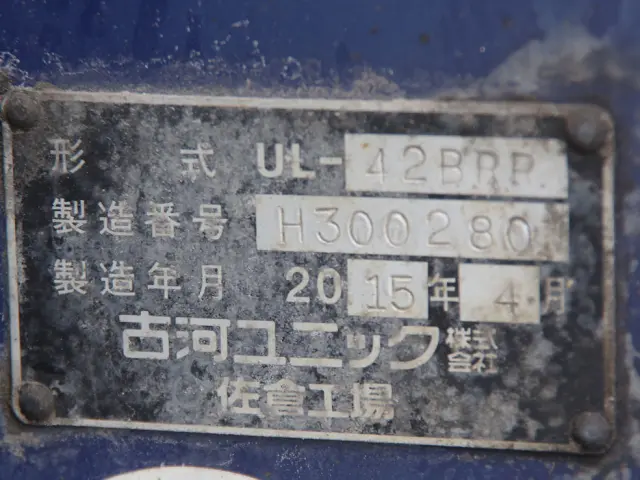 形式 UL-42BRR
製造番号 H300280
製造年月 2015年4月
古河ユニック株式会社
佐倉工場